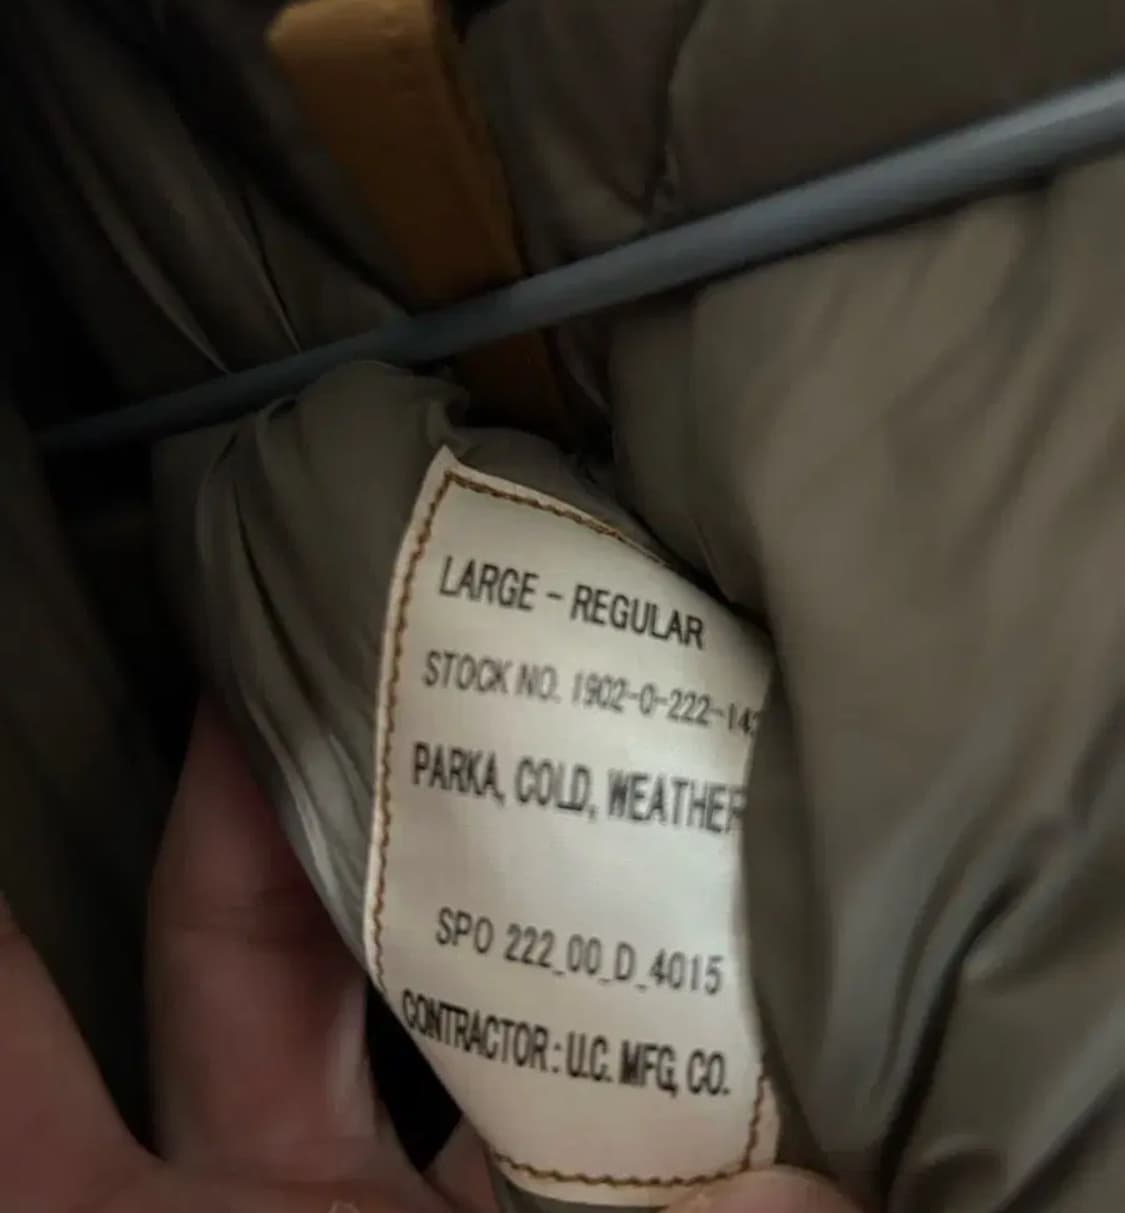 LARGE - REGULAR
STOCK NO. 1902-0-222-14
PARKA, COLD, WEATHER
SPO 222_00_D_4015
CONTRACTOR: U.C. MFG, CO.